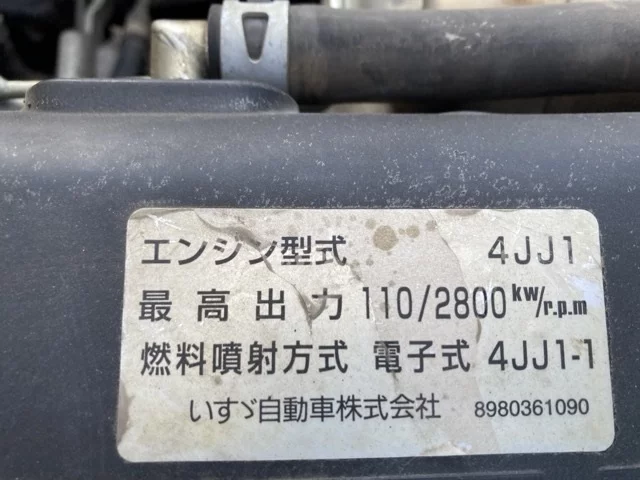 エンジン型式 4JJ1
最高出力 110/2800 kw/r.p.m
燃料噴射方式 電子式 4JJ1-1
いすゞ自動車株式会社 8980361090